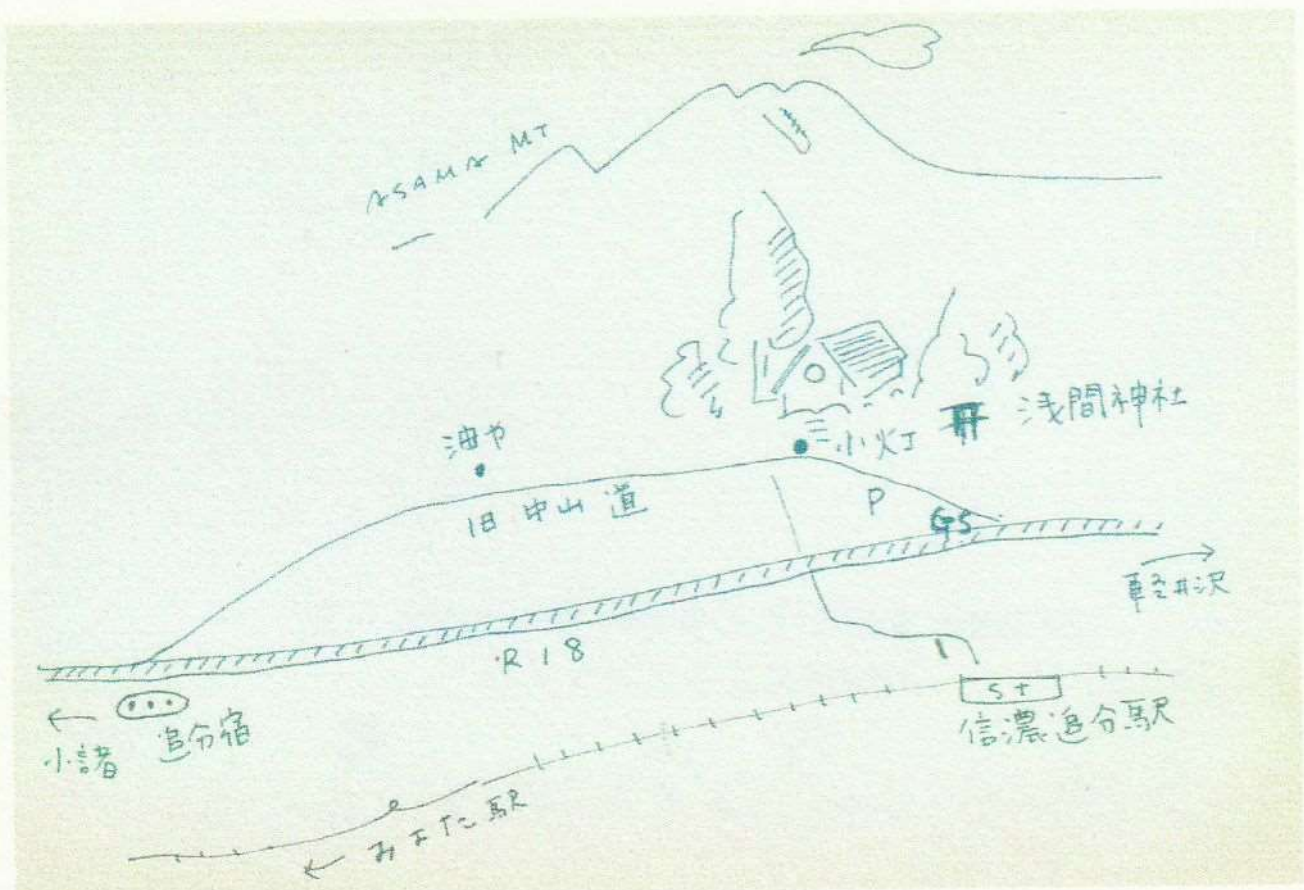 ASAMA MT
浅間神社
小灯
油や
旧中山道
P
GS
軽井沢
R18
St
信濃追分駅
追分宿
← 小諸
← みよた駅